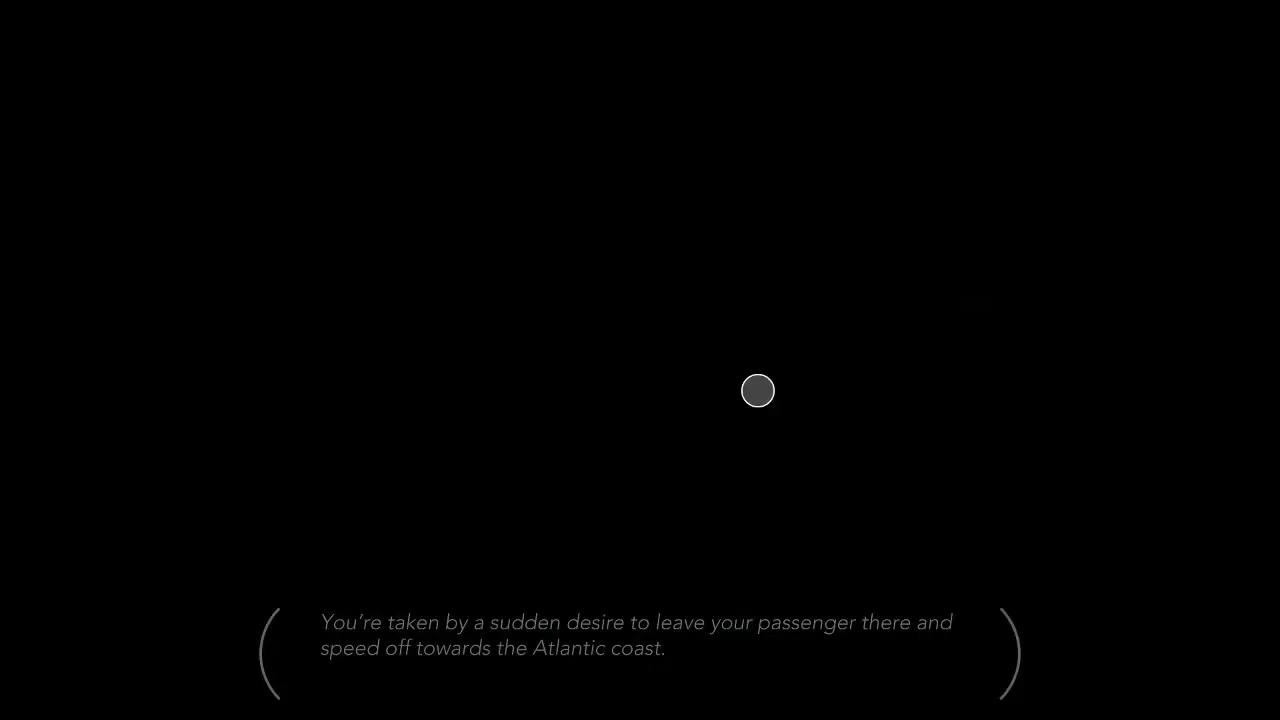 You’re taken by a sudden desire to leave your passenger there and
speed off towards the Atlantic coast.